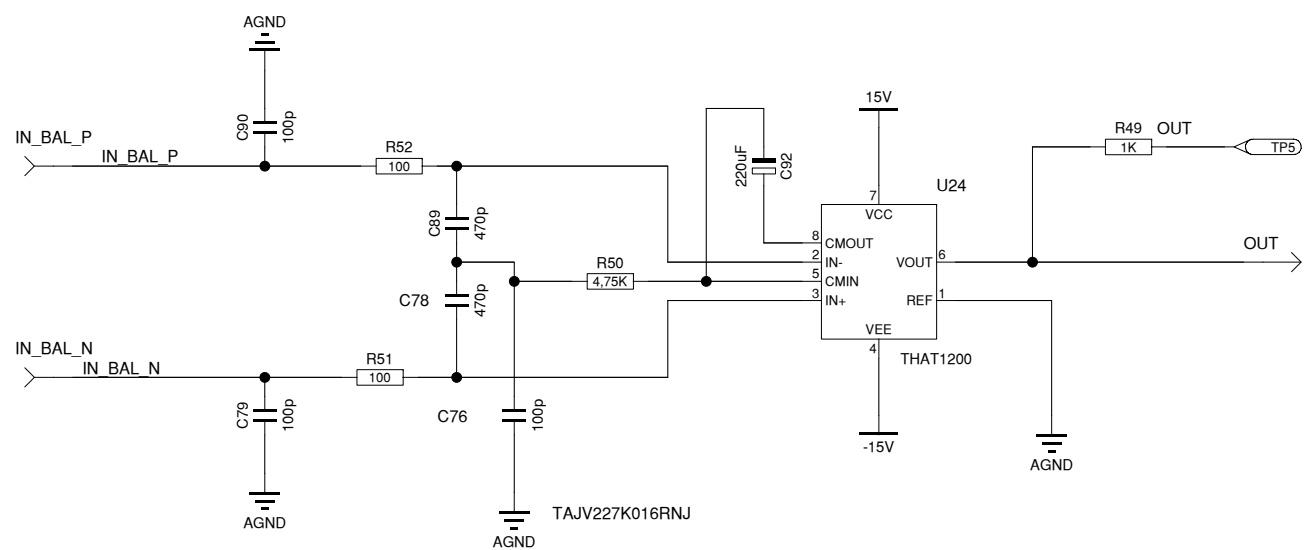 AGND
C90
100p
IN_BAL_P
IN_BAL_P
R52
100
C89
470p
C78
470p
R50
4,75K
220uF
C92
15V
U24
7
VCC
8
CMOUT
2
IN-
5
CMIN
3
IN+
VOUT
6
REF
1
VEE
4
THAT1200
-15V
R49
1K
OUT
TP5
OUT
AGND
IN_BAL_N
IN_BAL_N
R51
100
C79
100p
AGND
C76
100p
AGND
TAJV227K016RNJ